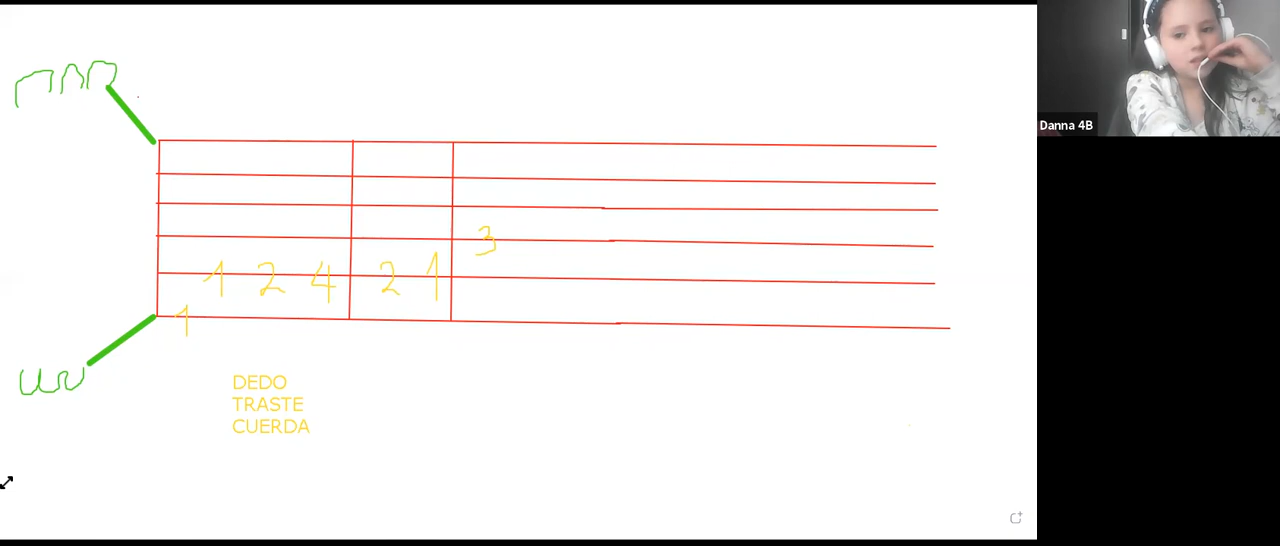 Danna 4B
3
1 2 4 2 1
1
DEDO
TRASTE
CUERDA